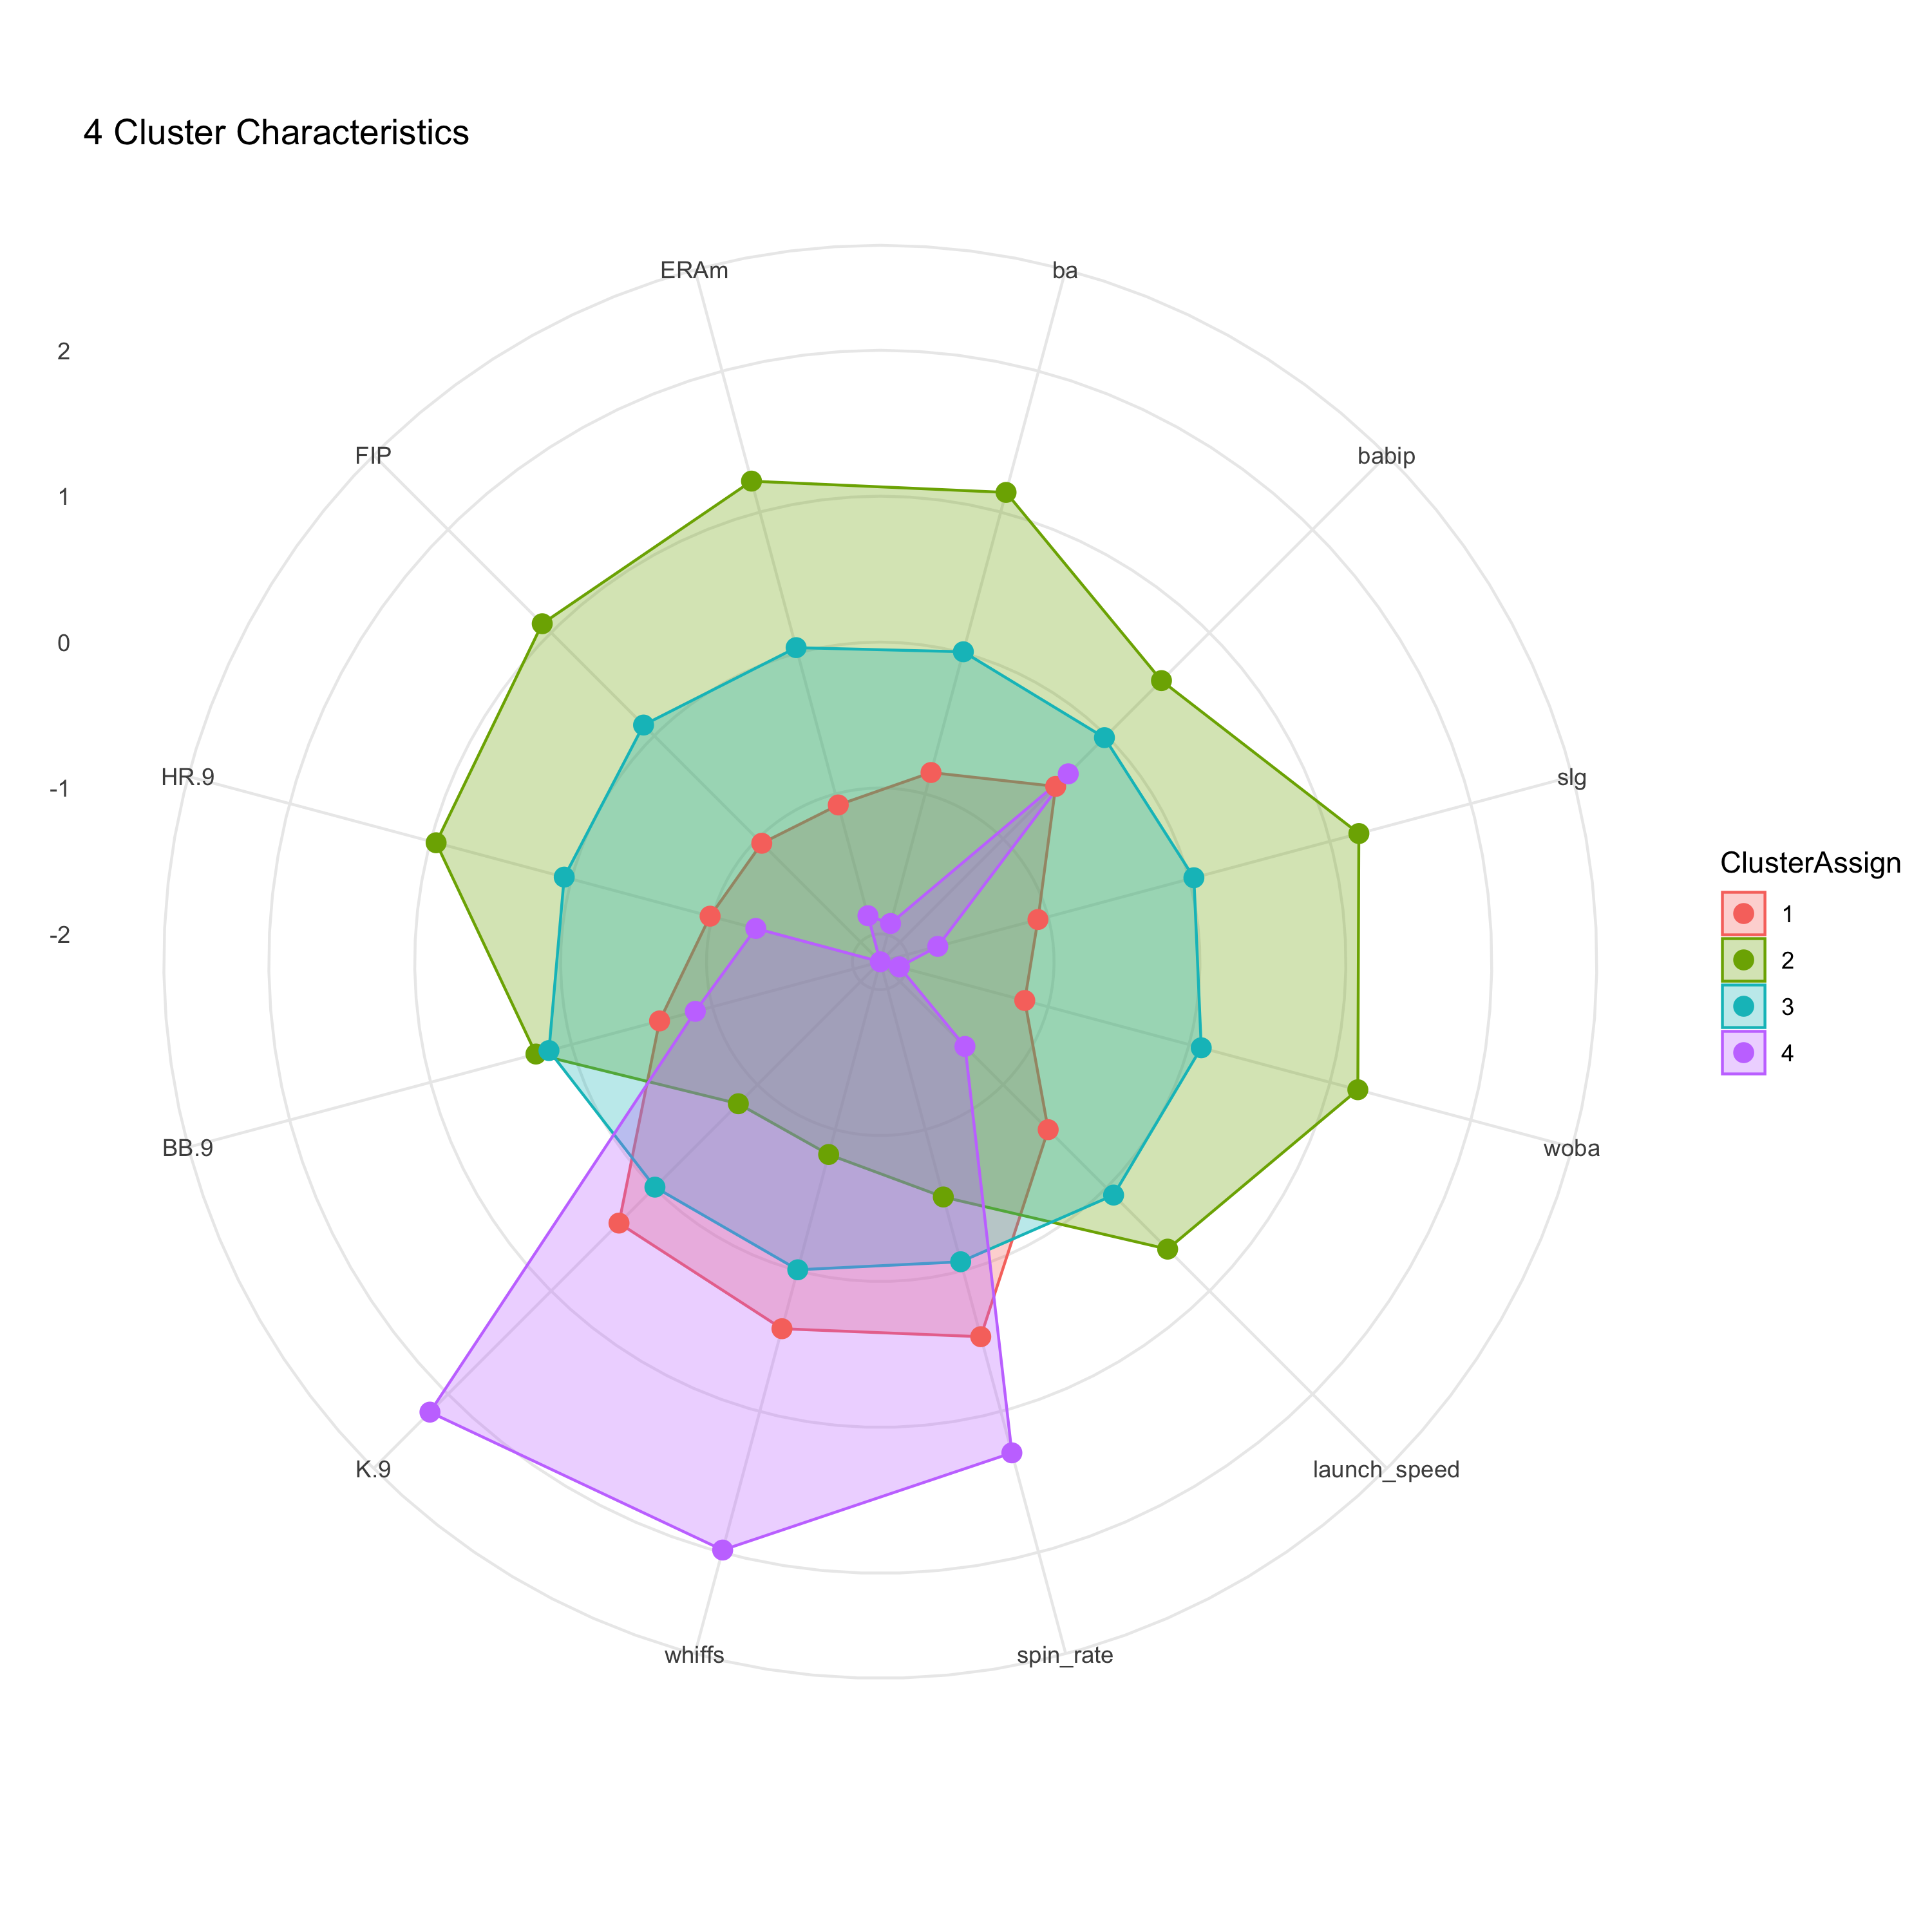 4 Cluster Characteristics
ERAm
ba
2
FIP
babip
1
0
HR.9
slg
-1
ClusterAssign
1
-2
2
3
4
BB.9
woba
K.9
launch_speed
whiffs
spin_rate